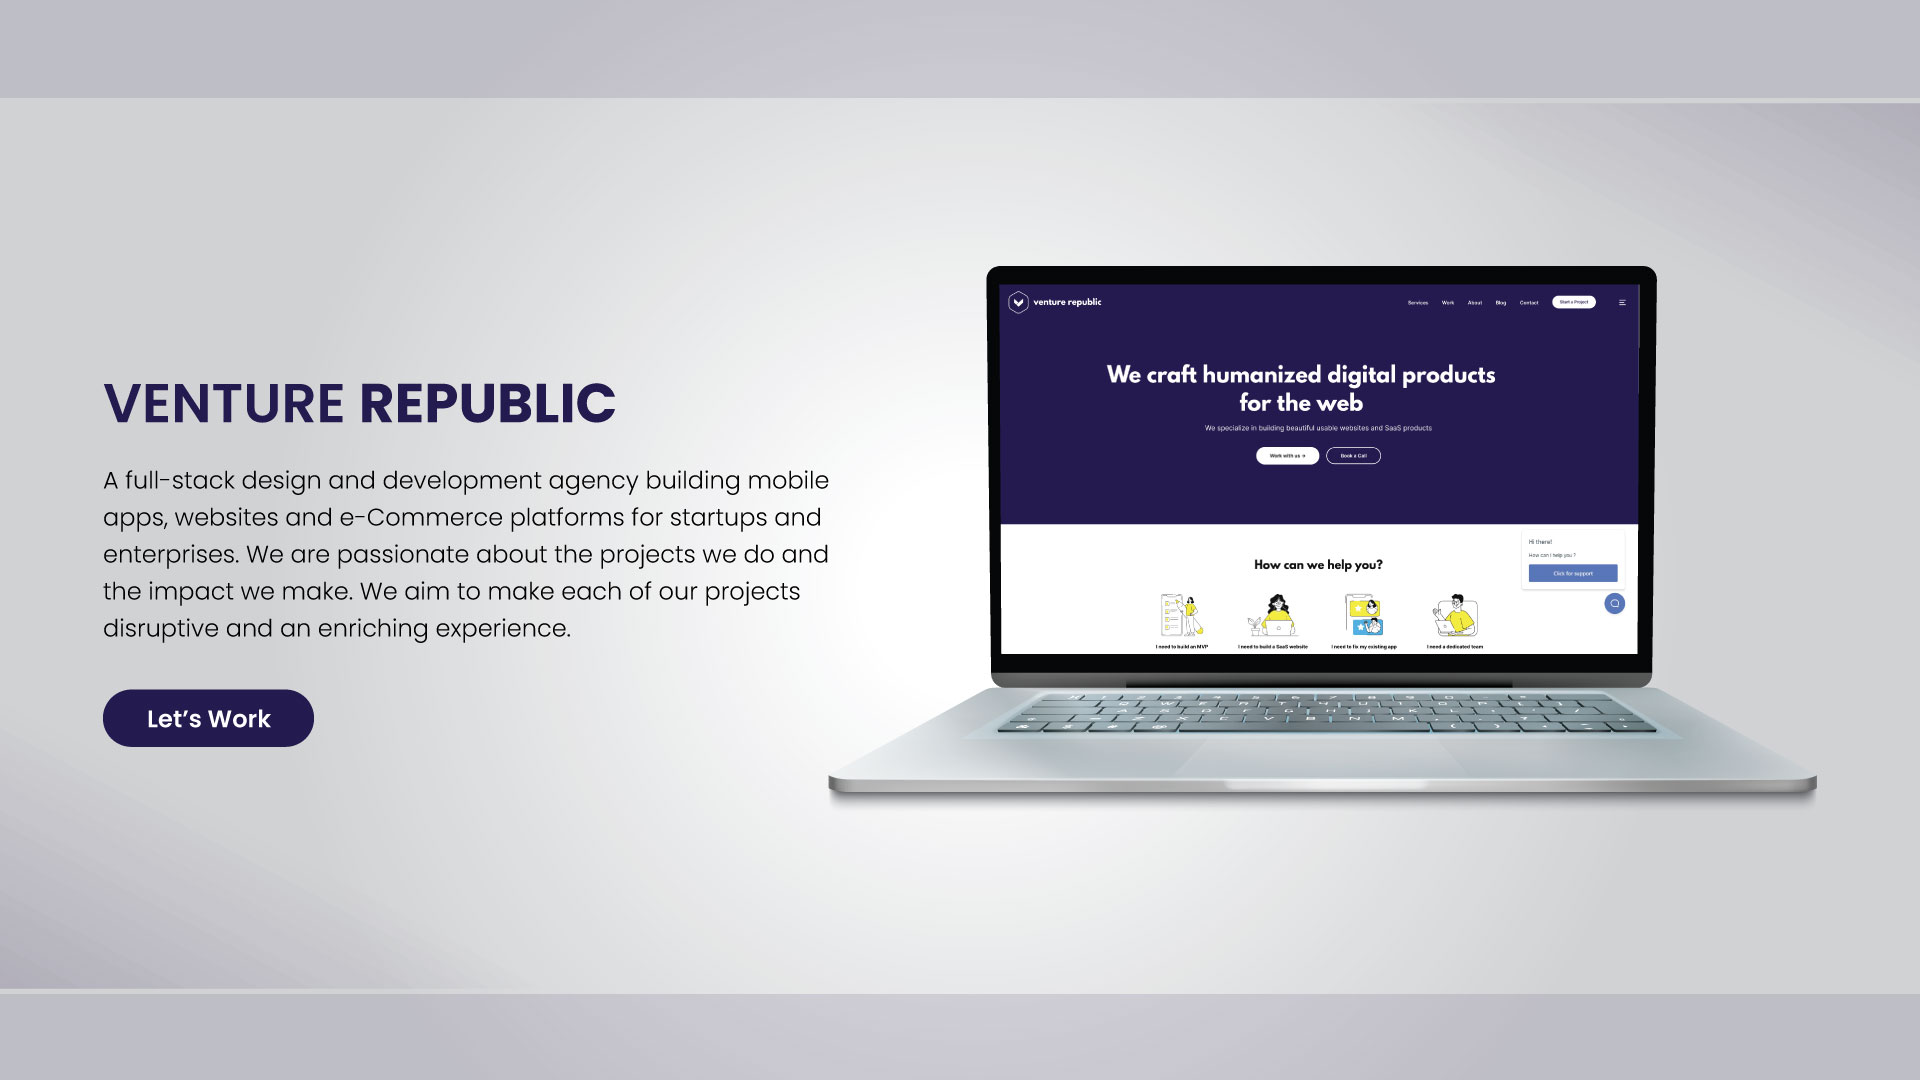 VENTURE REPUBLIC
A full-stack design and development agency building mobile
apps, websites and e-Commerce platforms for startups and
enterprises. We are passionate about the projects we do and
the impact we make. We aim to make each of our projects
disruptive and an enriching experience.
Let's Work
venture republic
Services Work About Blog Contact Start a Project
We craft humanized digital products
for the web
We specialize in building beautiful usable websites and SaaS products
Work with us → Book a Call
Hi there!
How can I help you ?
Click for support
How can we help you?
I need to build an MVP I need to build a SaaS website I need to fix my existing app I need a dedicated team